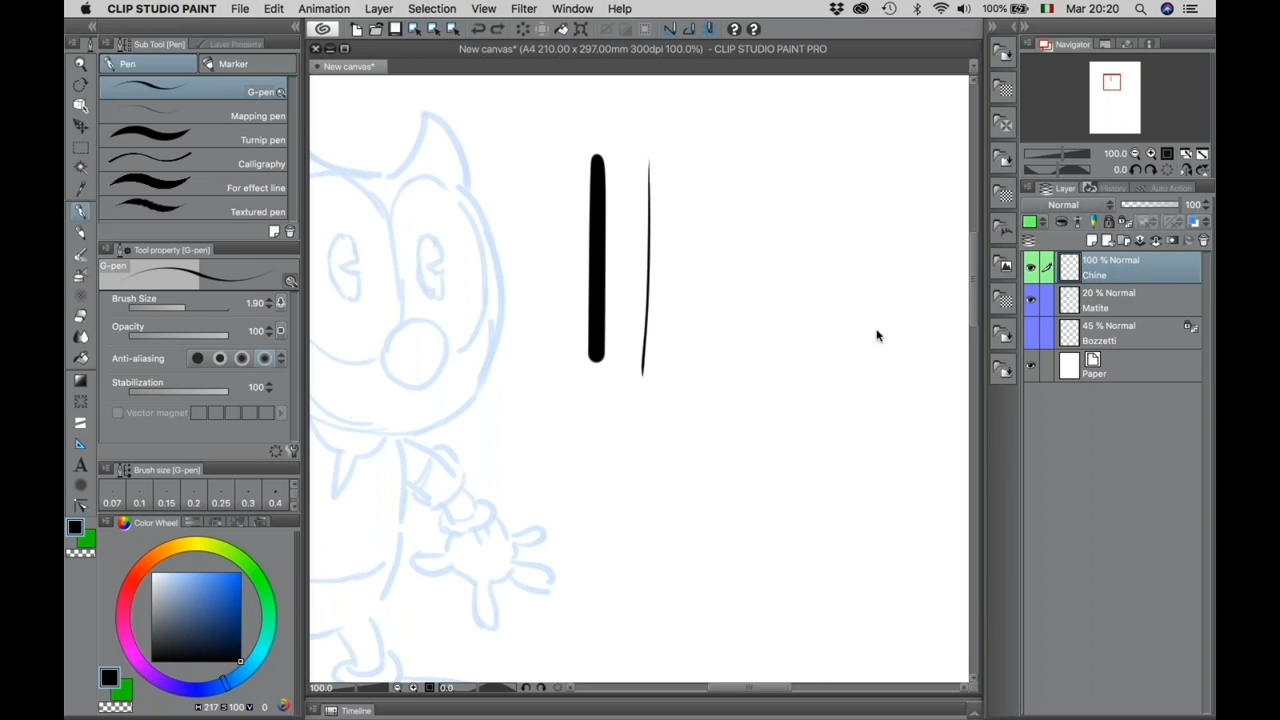 CLIP STUDIO PAINT File Edit Animation Layer Selection View Filter Window Help 100% Mar 20:20
New canvas* (A4 210.00 x 297.00mm 300dpi 100.0%) - CLIP STUDIO PAINT PRO
New canvas*
Sub Tool [Pen] Layer Property
Pen Marker
G-pen
Mapping pen
Turnip pen
Calligraphy
For effect line
Textured pen
Tool property [G-pen]
G-pen
Brush Size 1.90
Opacity 100
Anti-aliasing
Stabilization 100
Vector magnet
Brush size [G-pen]
0.07 0.1 0.15 0.2 0.25 0.3 0.4
Color Wheel
H 217 S 100 V 0
100.0 0.0
Timeline
Navigator
100.0
0.0
Layer History Auto Action
Normal 100
100 % Normal
Chine
20 % Normal
Matite
45 % Normal
Bozzetti
Paper
A